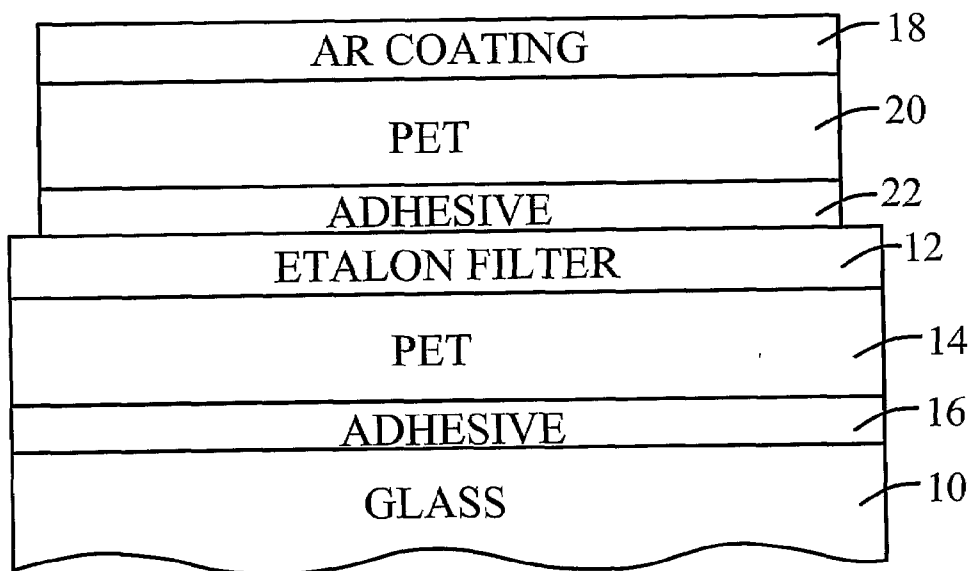 AR COATING 18
PET 20
ADHESIVE 22
ETALON FILTER 12
PET 14
ADHESIVE 16
GLASS 10